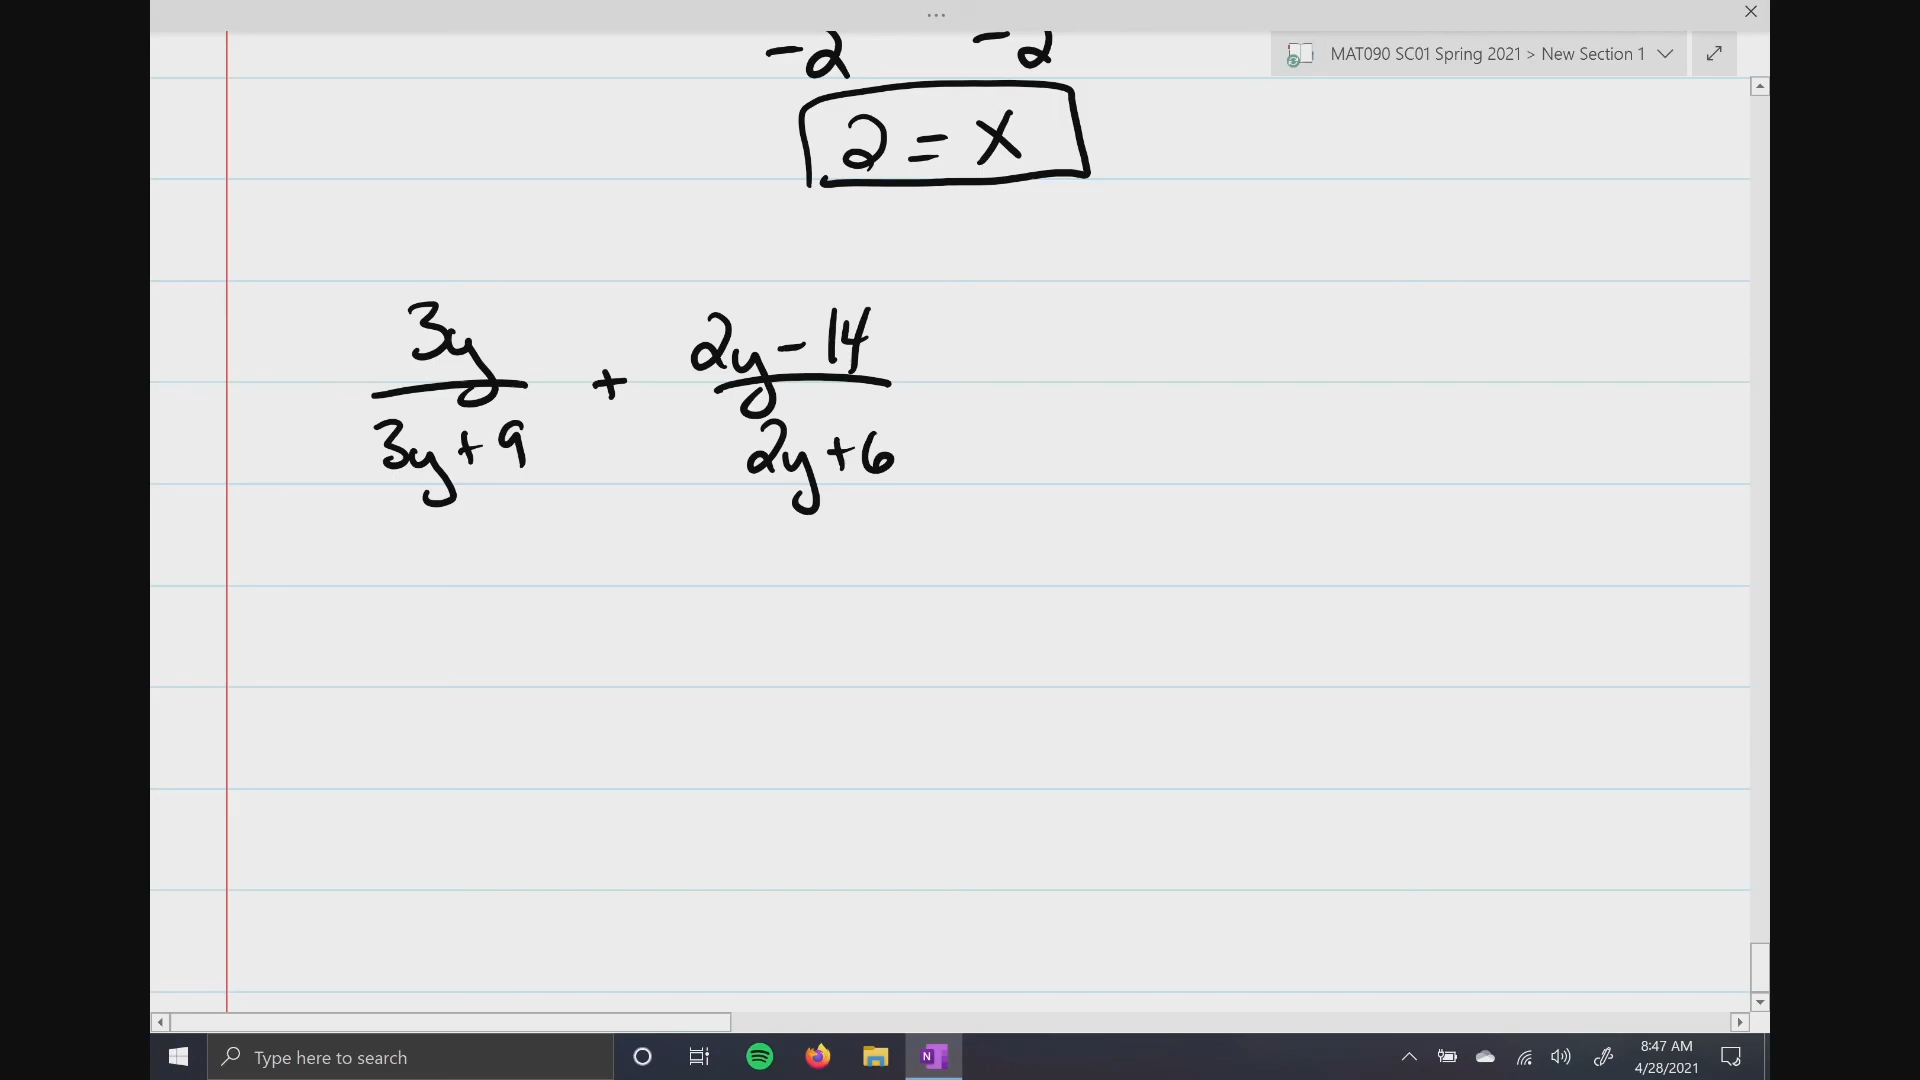 ...
-2 -2
MAT090 SC01 Spring 2021 > New Section 1
2 = x
3y + 2y - 14
3y + 9 2y + 6
Type here to search
N
8:47 AM
4/28/2021